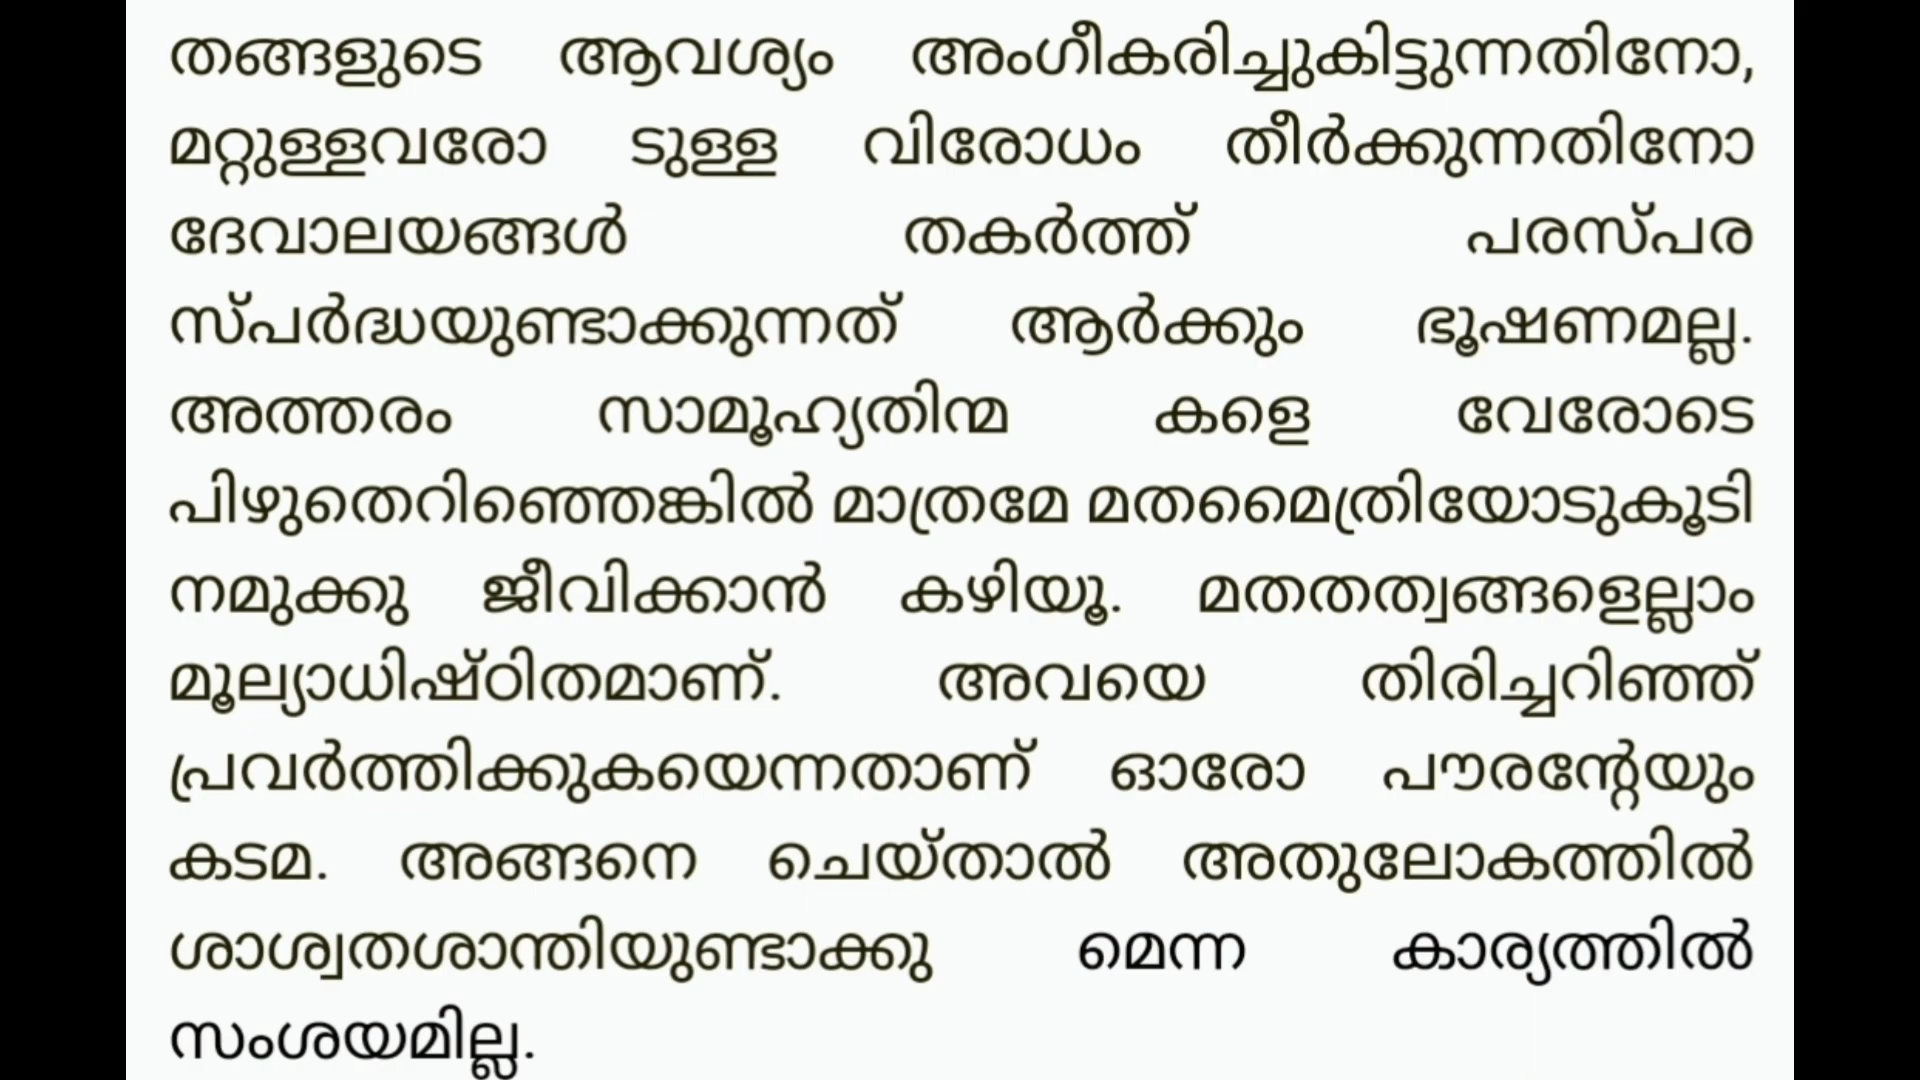 തങ്ങളുടെ ആവശ്യം അംഗീകരിച്ചുകിട്ടുന്നതിനോ,
മറ്റുള്ളവരോ ടുള്ള വിരോധം തീർക്കുന്നതിനോ
ദേവാലയങ്ങൾ തകർത്ത് പരസ്പര
സ്പർദ്ധയുണ്ടാക്കുന്നത് ആർക്കും ഭൂഷണമല്ല.
അത്തരം സാമൂഹ്യതിന്മ കളെ വേരോടെ
പിഴുതെറിഞ്ഞെങ്കിൽ മാത്രമേ മതമൈത്രിയോടുകൂടി
നമുക്കു ജീവിക്കാൻ കഴിയൂ. മതതത്വങ്ങളെല്ലാം
മൂല്യാധിഷ്ഠിതമാണ്. അവയെ തിരിച്ചറിഞ്ഞ്
പ്രവർത്തിക്കുകയെന്നതാണ് ഓരോ പൗരന്റേയും
കടമ. അങ്ങനെ ചെയ്താൽ അതുലോകത്തിൽ
ശാശ്വതശാന്തിയുണ്ടാക്കു മെന്ന കാര്യത്തിൽ
സംശയമില്ല.